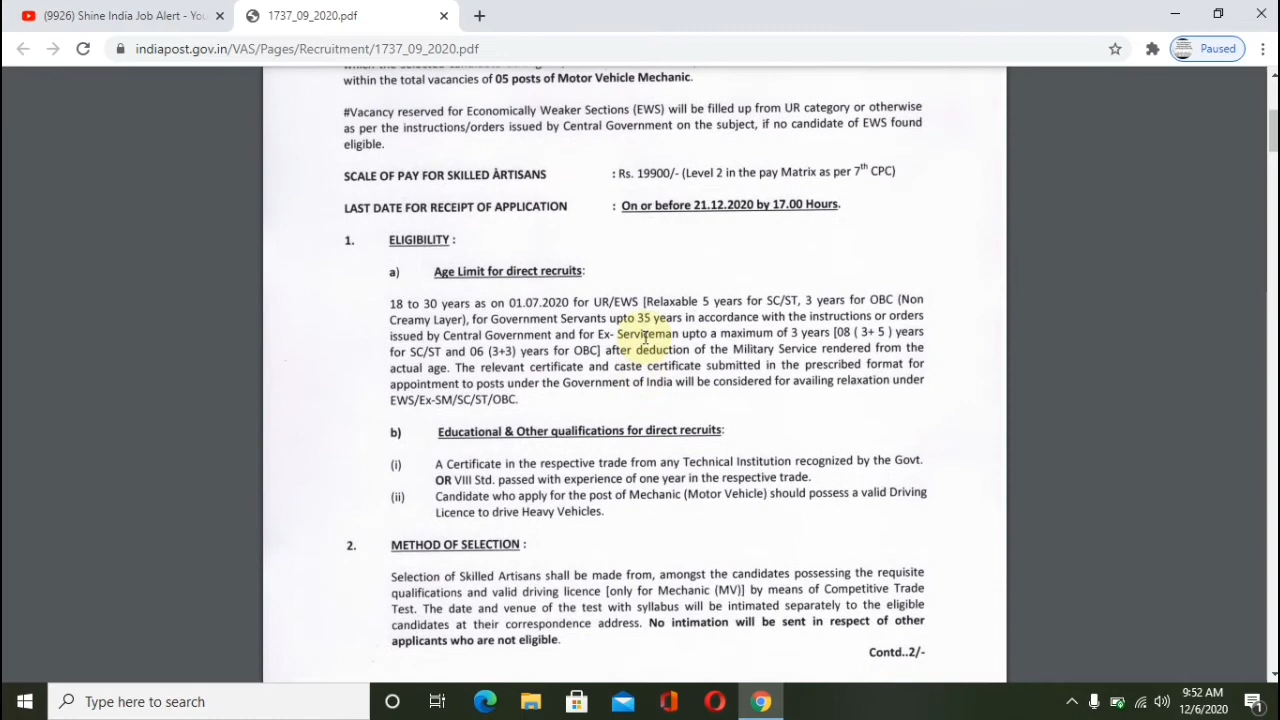 (9926) Shine India Job Alert - You
1737_09_2020.pdf
indiapost.gov.in/VAS/Pages/Recruitment/1737_09_2020.pdf
Paused
within the total vacancies of 05 posts of Motor Vehicle Mechanic.
#Vacancy reserved for Economically Weaker Sections (EWS) will be filled up from UR category or otherwise
as per the instructions/orders issued by Central Government on the subject, if no candidate of EWS found
eligible.
SCALE OF PAY FOR SKILLED ARTISANS : Rs. 19900/- (Level 2 in the pay Matrix as per 7th CPC)
LAST DATE FOR RECEIPT OF APPLICATION : On or before 21.12.2020 by 17.00 Hours.
1. ELIGIBILITY :
a) Age Limit for direct recruits:
18 to 30 years as on 01.07.2020 for UR/EWS [Relaxable 5 years for SC/ST, 3 years for OBC (Non
Creamy Layer), for Government Servants upto 35 years in accordance with the instructions or orders
issued by Central Government and for Ex- Serviceman upto a maximum of 3 years [08 ( 3+ 5 ) years
for SC/ST and 06 (3+3) years for OBC] after deduction of the Military Service rendered from the
actual age. The relevant certificate and caste certificate submitted in the prescribed format for
appointment to posts under the Government of India will be considered for availing relaxation under
EWS/Ex-SM/SC/ST/OBC.
b) Educational & Other qualifications for direct recruits:
(i) A Certificate in the respective trade from any Technical Institution recognized by the Govt.
OR VIII Std. passed with experience of one year in the respective trade.
(ii) Candidate who apply for the post of Mechanic (Motor Vehicle) should possess a valid Driving
Licence to drive Heavy Vehicles.
2. METHOD OF SELECTION :
Selection of Skilled Artisans shall be made from, amongst the candidates possessing the requisite
qualifications and valid driving licence [only for Mechanic (MV)] by means of Competitive Trade
Test. The date and venue of the test with syllabus will be intimated separately to the eligible
candidates at their correspondence address. No intimation will be sent in respect of other
applicants who are not eligible.
Contd..2/-
Type here to search
9:52 AM
12/6/2020
1